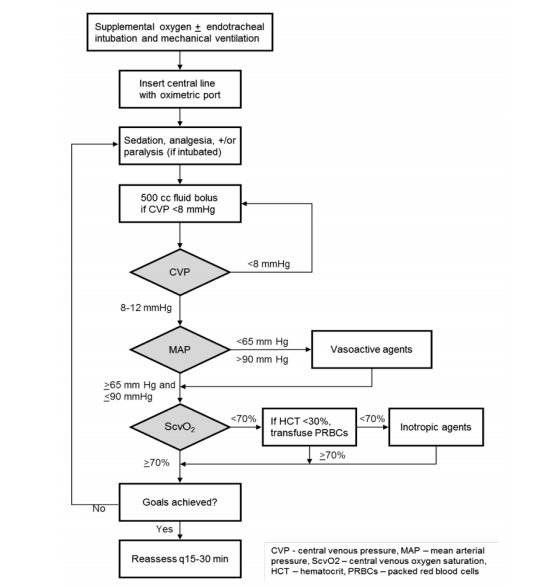 Supplemental oxygen ± endotracheal
intubation and mechanical ventilation
Insert central line
with oximetric port
Sedation, analgesia, +/or
paralysis (if intubated)
500 cc fluid bolus
if CVP <8 mmHg
CVP
<8 mmHg
8-12 mmHg
MAP
<65 mm Hg
>90 mm Hg
Vasoactive agents
≥65 mm Hg and
≤90 mmHg
ScvO2
<70%
If HCT <30%,
transfuse PRBCs
<70%
Inotropic agents
≥70%
≥70%
Goals achieved?
No
Yes
Reassess q15-30 min
CVP - central venous pressure, MAP – mean arterial
pressure, ScvO2 – central venous oxygen saturation,
HCT – hematocrit, PRBCs – packed red blood cells